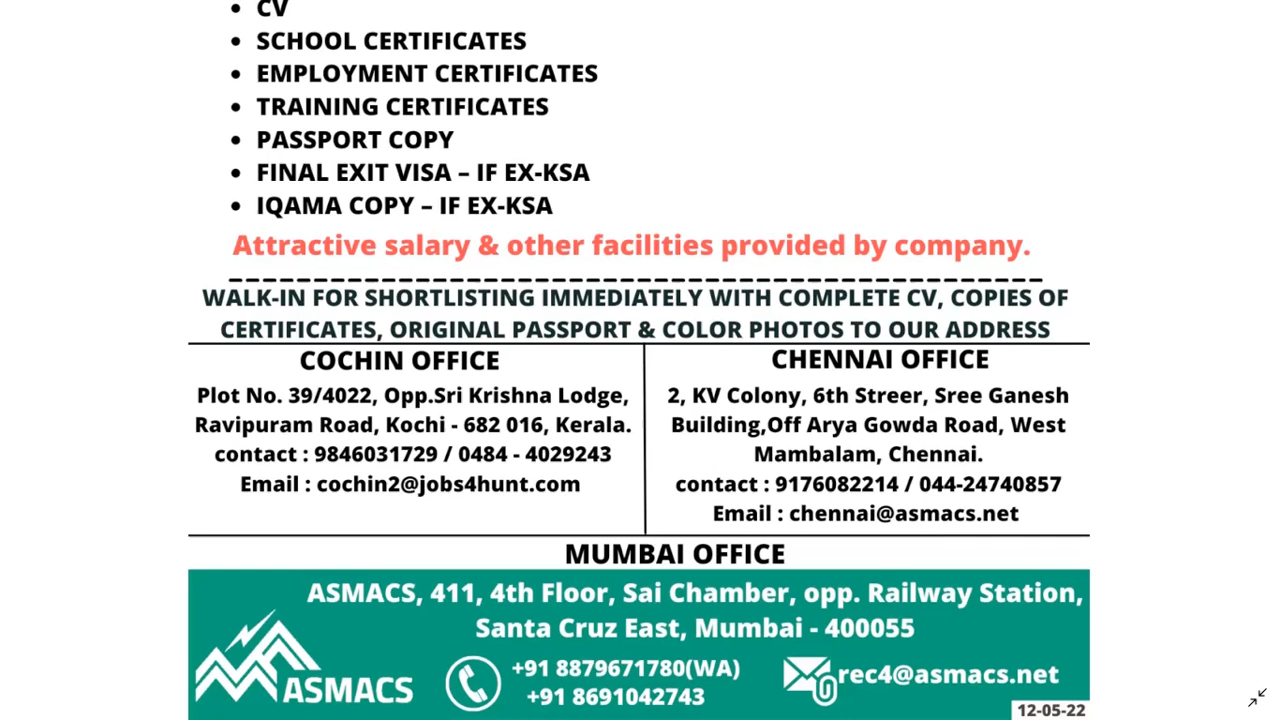 • CV
• SCHOOL CERTIFICATES
• EMPLOYMENT CERTIFICATES
• TRAINING CERTIFICATES
• PASSPORT COPY
• FINAL EXIT VISA – IF EX-KSA
• IQAMA COPY – IF EX-KSA
Attractive salary & other facilities provided by company.
WALK-IN FOR SHORTLISTING IMMEDIATELY WITH COMPLETE CV, COPIES OF
CERTIFICATES, ORIGINAL PASSPORT & COLOR PHOTOS TO OUR ADDRESS
COCHIN OFFICE
Plot No. 39/4022, Opp.Sri Krishna Lodge,
Ravipuram Road, Kochi - 682 016, Kerala.
contact : 9846031729 / 0484 - 4029243
Email : cochin2@jobs4hunt.com
CHENNAI OFFICE
2, KV Colony, 6th Streer, Sree Ganesh
Building,Off Arya Gowda Road, West
Mambalam, Chennai.
contact : 9176082214 / 044-24740857
Email : chennai@asmacs.net
MUMBAI OFFICE
ASMACS, 411, 4th Floor, Sai Chamber, opp. Railway Station,
Santa Cruz East, Mumbai - 400055
ASMACS
+91 8879671780(WA)
+91 8691042743
rec4@asmacs.net
12-05-22